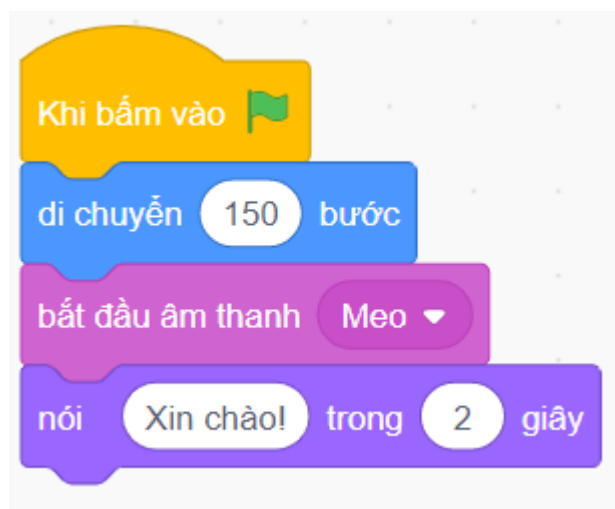 Khi bấm vào
di chuyển 150 bước
bắt đầu âm thanh Meo
nói Xin chào! trong 2 giây